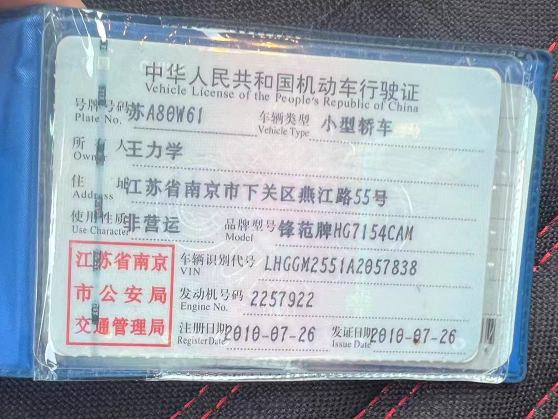 中华人民共和国机动车行驶证
Vehicle License of the People's Republic of China
号牌号码 苏A80W61 车辆类型 小型轿车
Plate No. Vehicle Type
所有人 王力学
Owner
住址 江苏省南京市下关区燕江路55号
Address
使用性质 非营运 品牌型号 锋范牌HG7154CAM
Use Character Model
江苏省南京
市公安局
交通管理局
车辆识别代号 LHGGM2551A2057838
VIN
发动机号码 2257922
Engine No.
注册日期 2010-07-26 发证日期 2010-07-26
Register Date Issue Date